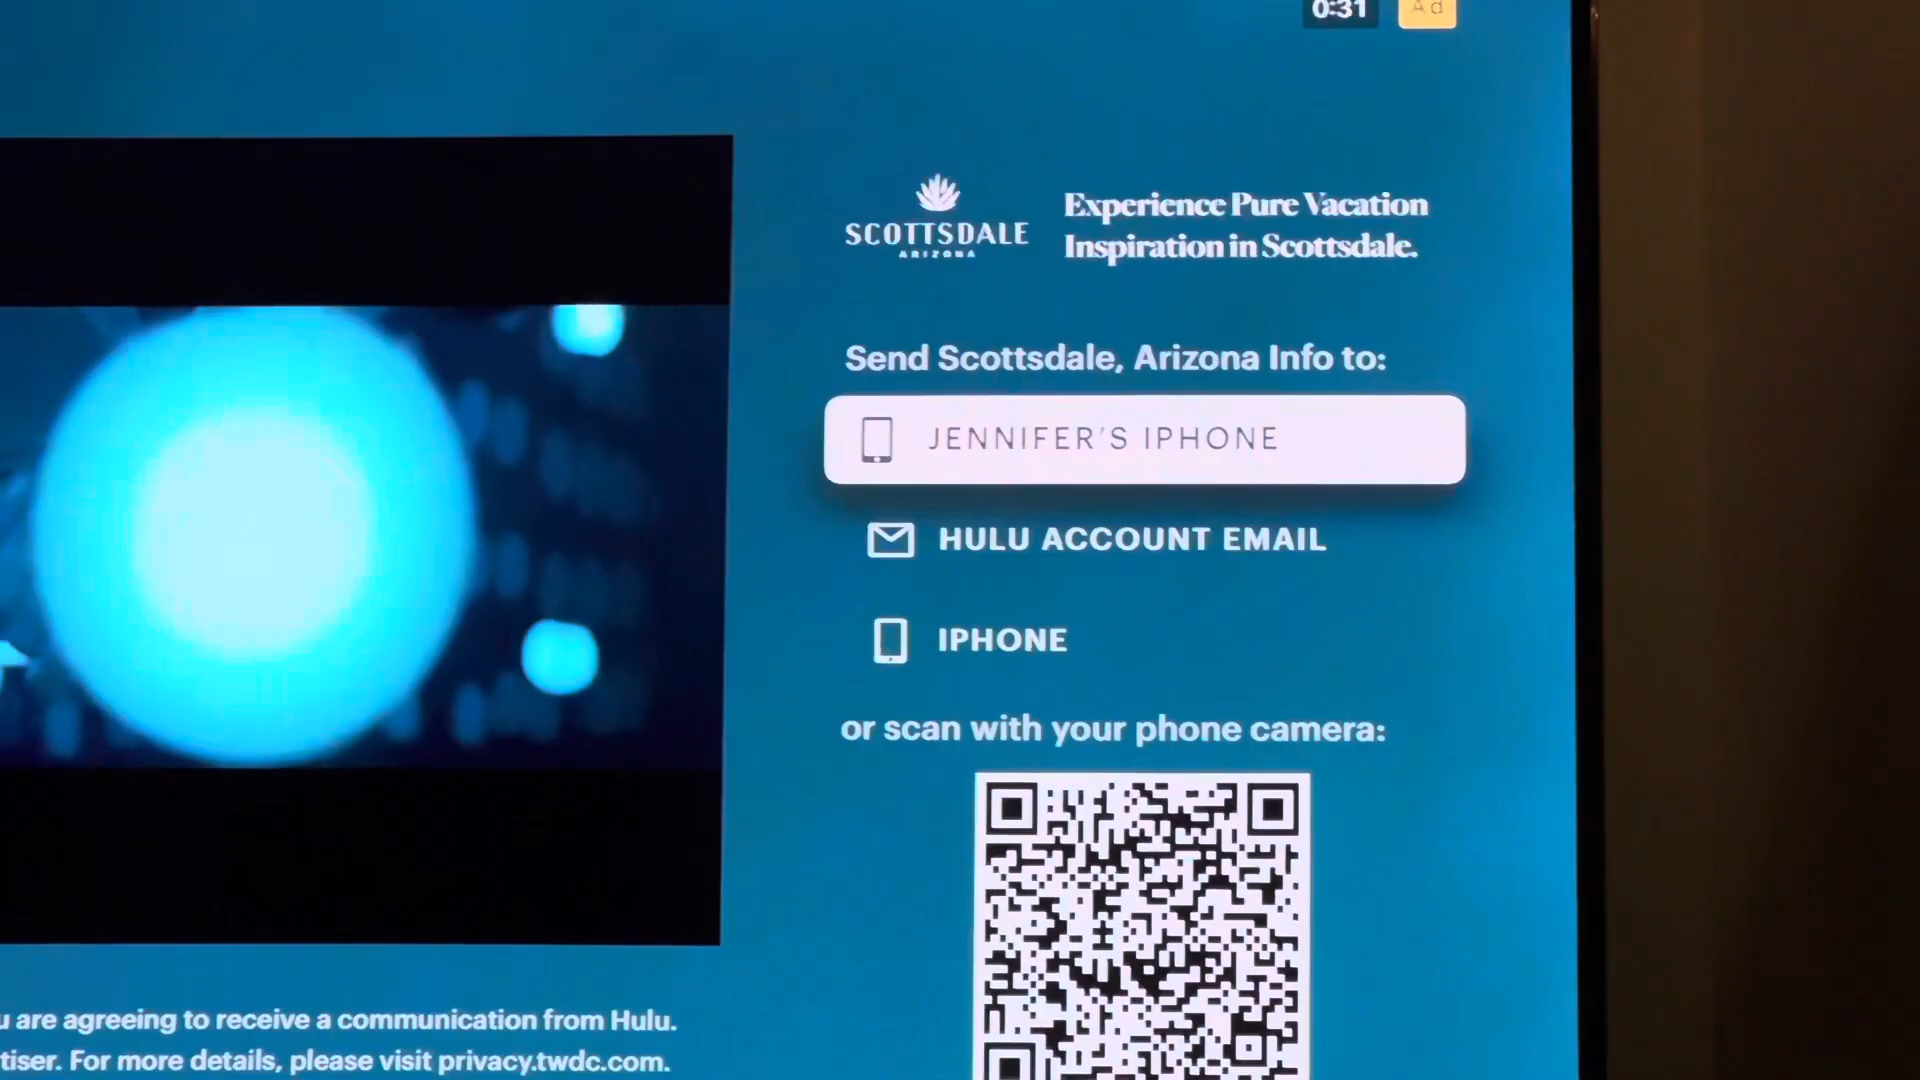 0:31
Ad
SCOTTSDALE
ARIZONA
Experience Pure Vacation
Inspiration in Scottsdale.
Send Scottsdale, Arizona Info to:
JENNIFER'S IPHONE
HULU ACCOUNT EMAIL
IPHONE
or scan with your phone camera:
are agreeing to receive a communication from Hulu.
For more details, please visit privacy.twdc.com.